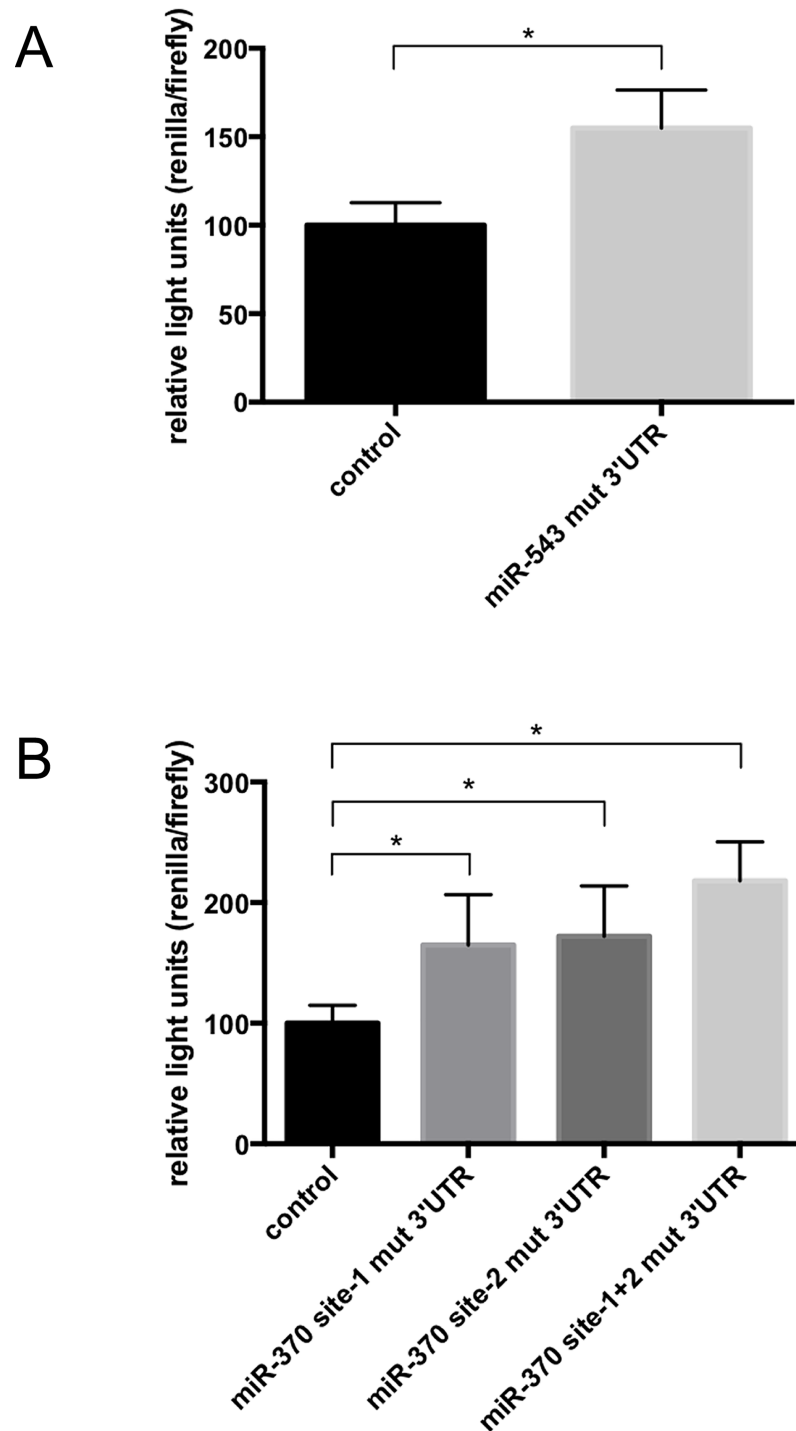 A
relative light units (renilla/firefly)
200
150
100
50
0
*
control
miR-543 mut 3'UTR
B
relative light units (renilla/firefly)
300
200
100
0
*
*
*
control
miR-370 site-1 mut 3'UTR
miR-370 site-2 mut 3'UTR
miR-370 site-1+2 mut 3'UTR